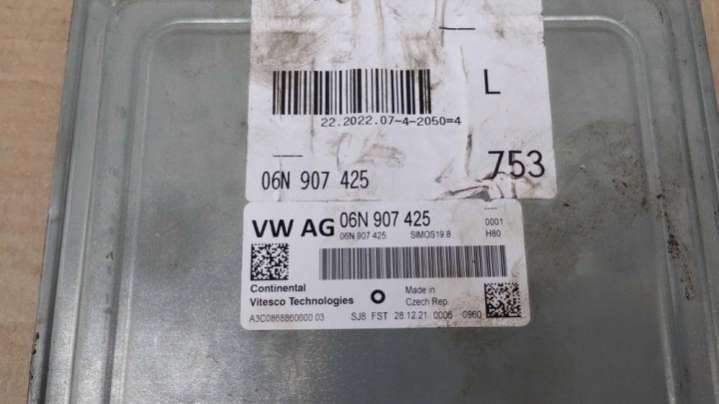 L
22.2022.07-4-2050=4
06N 907 425
753
VW AG 06N 907 425
0001
06N 907 425 SIMOS19.8 H80
Continental
Vitesco Technologies
Made in
Czech Rep.
A3C0868860600 03 SJ8 FST 28.12.21 0006 0960